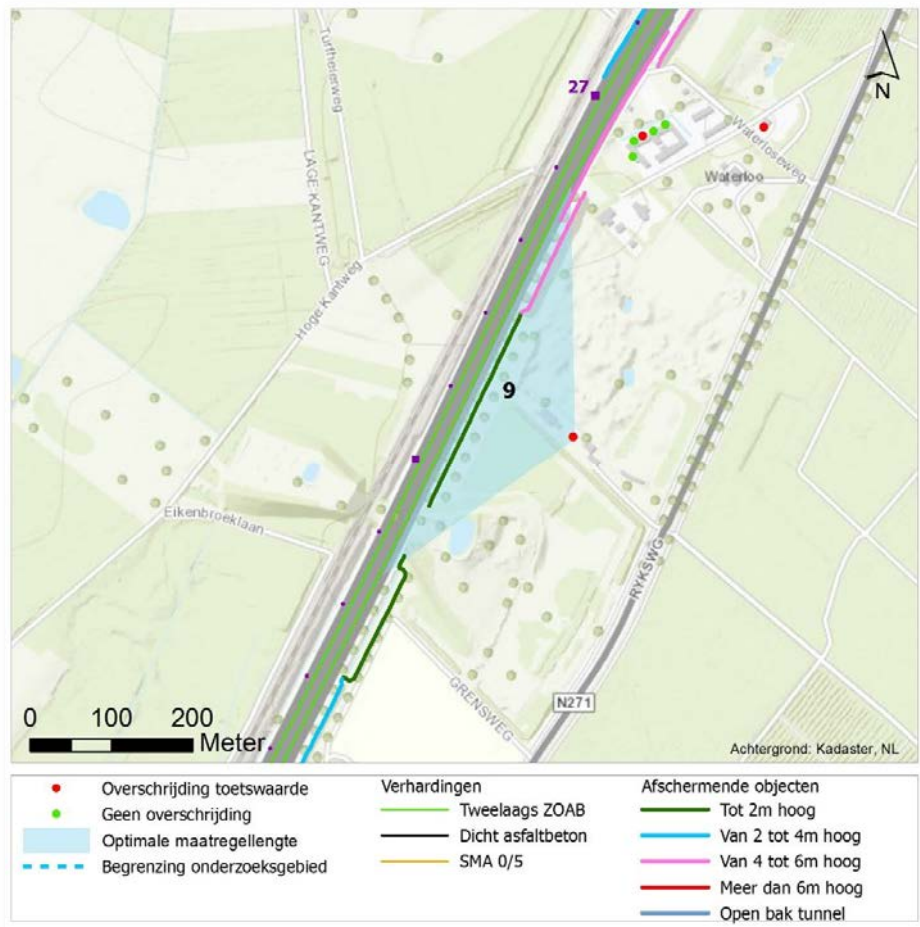 Turfheierweg
LAGE KANTWEG
Hoge Kantweg
27
N
Waterloseweg
Waterloo
9
Eikenbroeklaan
RYKSWG
GRENSWEG
N271
0 100 200
Meter
Achtergrond: Kadaster, NL
Overschrijding toetswaarde
Geen overschrijding
Optimale maatregellengte
Begrenzing onderzoeksgebied
Verhardingen
Tweelaags ZOAB
Dicht asfaltbeton
SMA 0/5
Afschermende objecten
Tot 2m hoog
Van 2 tot 4m hoog
Van 4 tot 6m hoog
Meer dan 6m hoog
Open bak tunnel